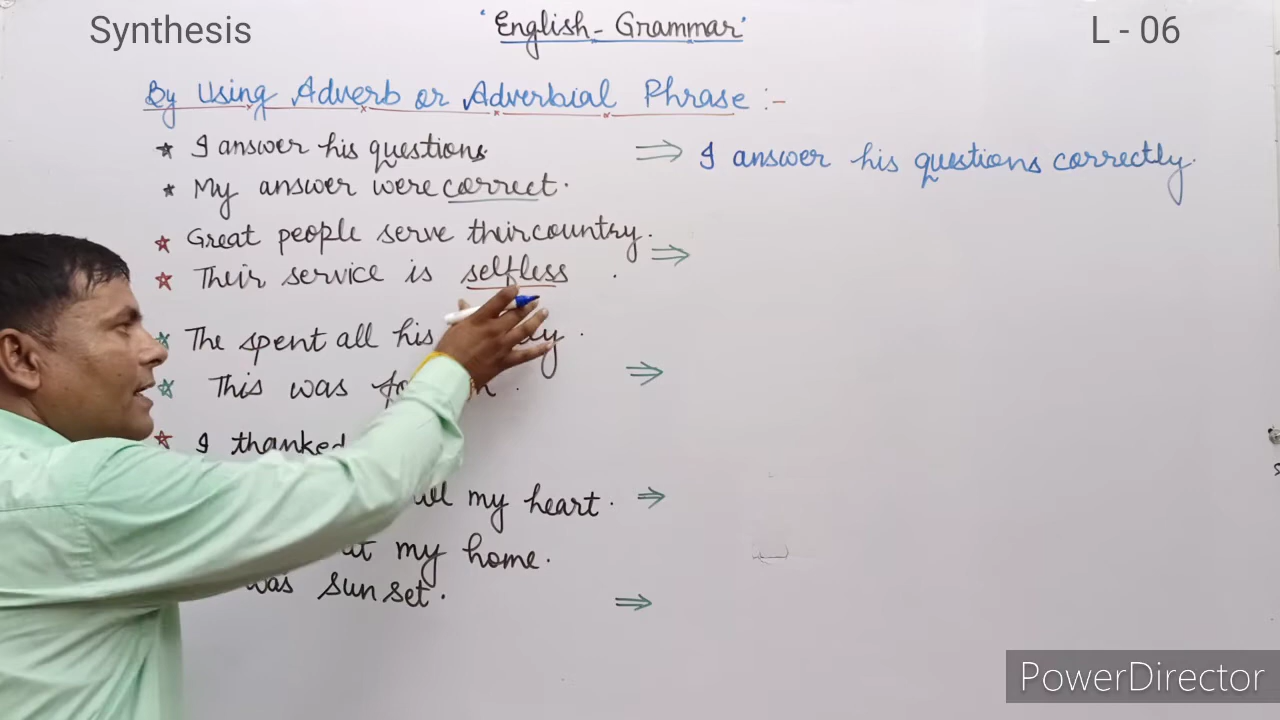 Synthesis
'English - Grammar'
L - 06
By Using Adverb or Adverbial Phrase :-
I answer his questions
My answer were correct.
⇒ I answer his questions correctly.
Great people serve their country.
Their service is selfless .
⇒
The spent all his
This was
⇒
I thanked
my heart.
⇒
my home.
was sun set.
⇒
PowerDirector